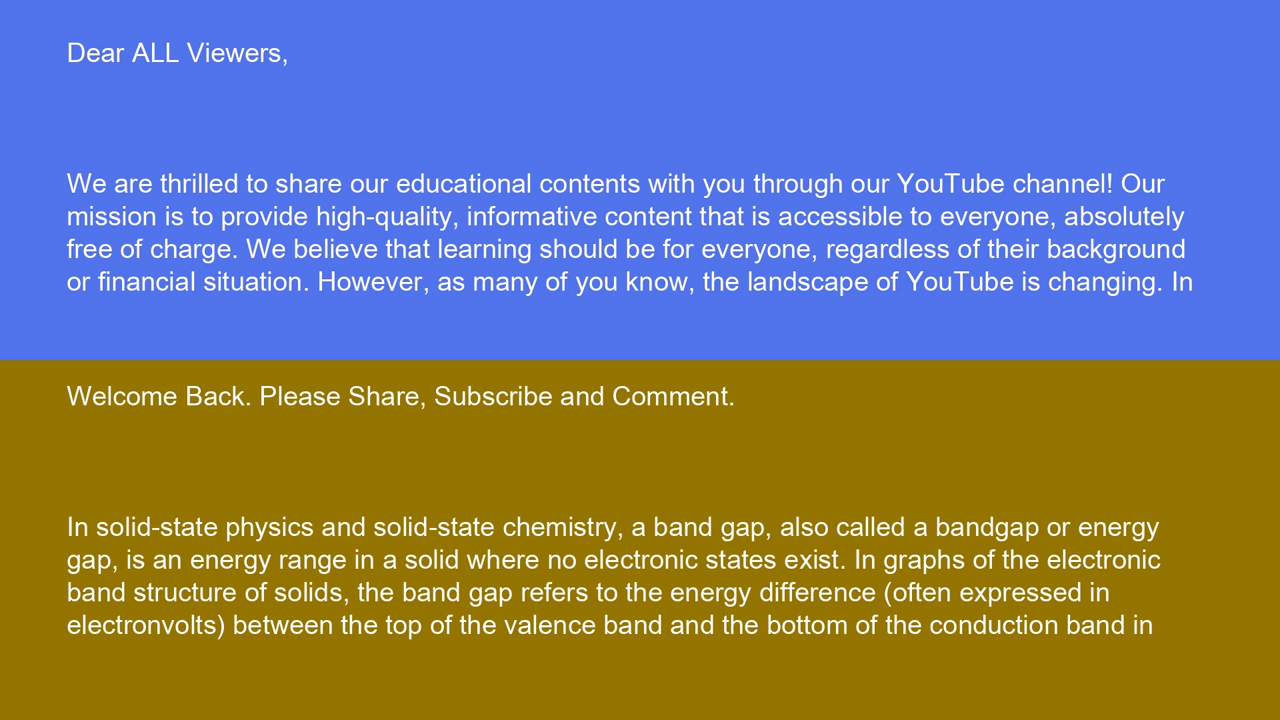 Dear ALL Viewers,
We are thrilled to share our educational contents with you through our YouTube channel! Our
mission is to provide high-quality, informative content that is accessible to everyone, absolutely
free of charge. We believe that learning should be for everyone, regardless of their background
or financial situation. However, as many of you know, the landscape of YouTube is changing. In
Welcome Back. Please Share, Subscribe and Comment.
In solid-state physics and solid-state chemistry, a band gap, also called a bandgap or energy
gap, is an energy range in a solid where no electronic states exist. In graphs of the electronic
band structure of solids, the band gap refers to the energy difference (often expressed in
electronvolts) between the top of the valence band and the bottom of the conduction band in